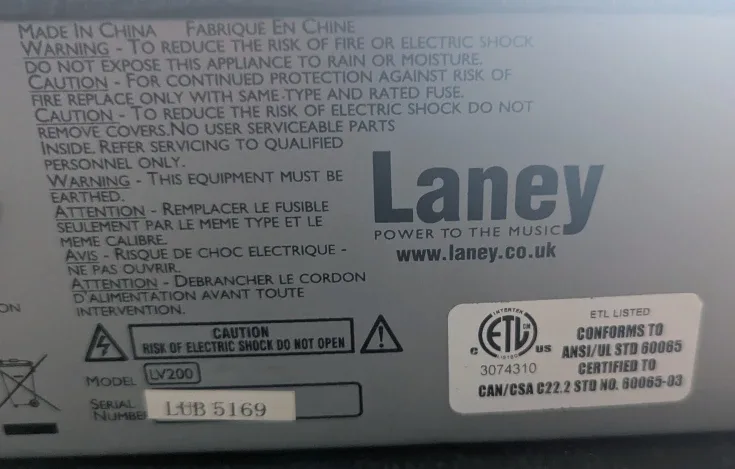 MADE IN CHINA FABRIQUE EN CHINE
WARNING - TO REDUCE THE RISK OF FIRE OR ELECTRIC SHOCK
DO NOT EXPOSE THIS APPLIANCE TO RAIN OR MOISTURE.
CAUTION - FOR CONTINUED PROTECTION AGAINST RISK OF
FIRE REPLACE ONLY WITH SAME TYPE AND RATED FUSE.
CAUTION - TO REDUCE THE RISK OF ELECTRIC SHOCK DO NOT
REMOVE COVERS. NO USER SERVICEABLE PARTS
INSIDE. REFER SERVICING TO QUALIFIED
PERSONNEL ONLY.
WARNING - THIS EQUIPMENT MUST BE
EARTHED.
ATTENTION - REMPLACER LE FUSIBLE
SEULEMENT PAR LE MEME TYPE ET LE
MEME CALIBRE.
AVIS - RISQUE DE CHOC ELECTRIQUE -
NE PAS OUVRIR.
ATTENTION - DEBRANCHER LE CORDON
D'ALIMENTATION AVANT TOUTE
INTERVENTION.
ON
CAUTION
RISK OF ELECTRIC SHOCK DO NOT OPEN
MODEL LV200
SERIAL
NUMBER LUB 5169
Laney
POWER TO THE MUSIC
www.laney.co.uk
INTERTEK
ETL CM
LISTED
C US
3074310
ETL LISTED
CONFORMS TO
ANSI/UL STD 60065
CERTIFIED TO
CAN/CSA C22.2 STD NO. 60065-03